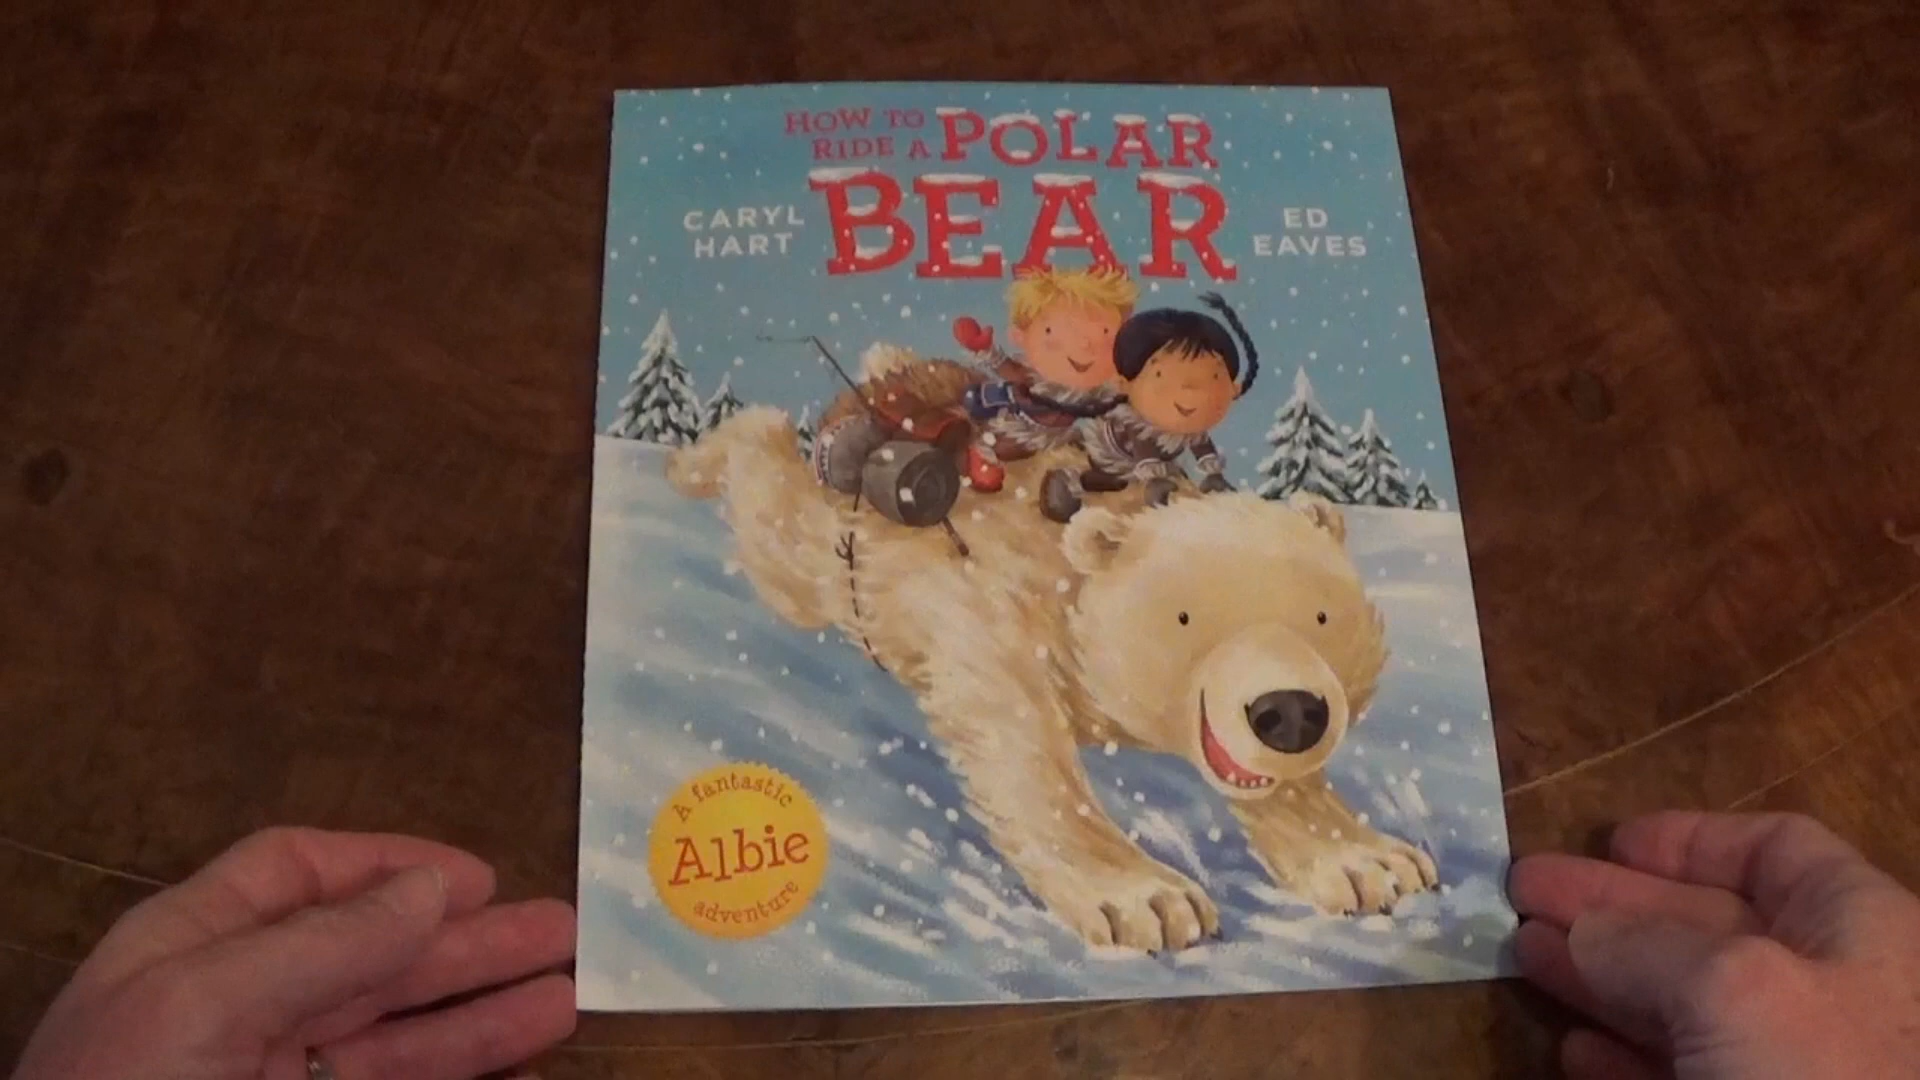 HOW TO
RIDE A POLAR
BEAR
CARYL
HART
ED
EAVES
A fantastic
Albie
adventure